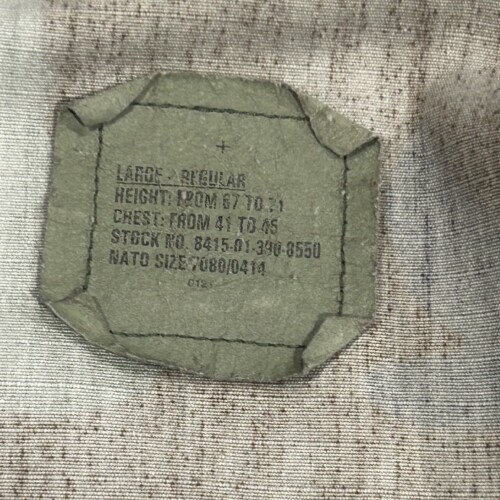 LARGE - REGULAR
HEIGHT: FROM 67 TO 71
CHEST: FROM 41 TO 45
STOCK NO. 8415-01-390-8550
NATO SIZE 7080/0414